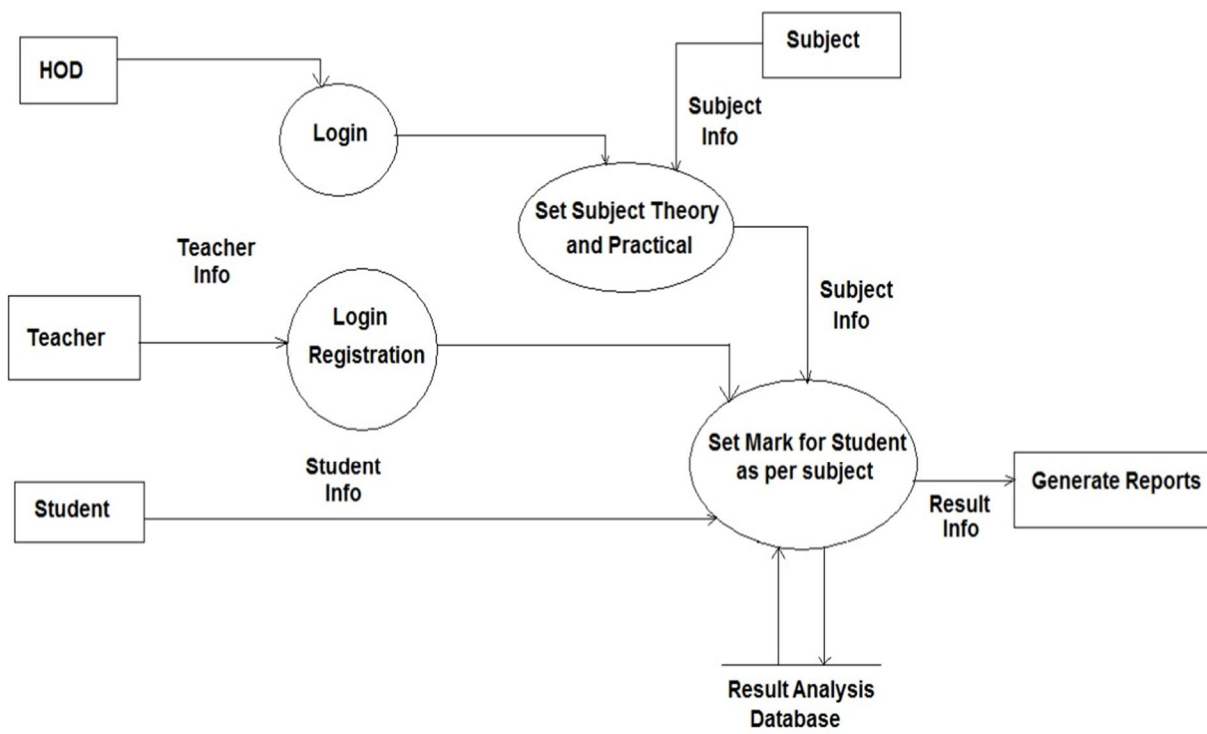 HOD
Subject
Login
Subject
Info
Set Subject Theory
and Practical
Teacher
Info
Subject
Info
Teacher
Login
Registration
Set Mark for Student
as per subject
Student
Info
Student
Generate Reports
Result
Info
Result Analysis
Database